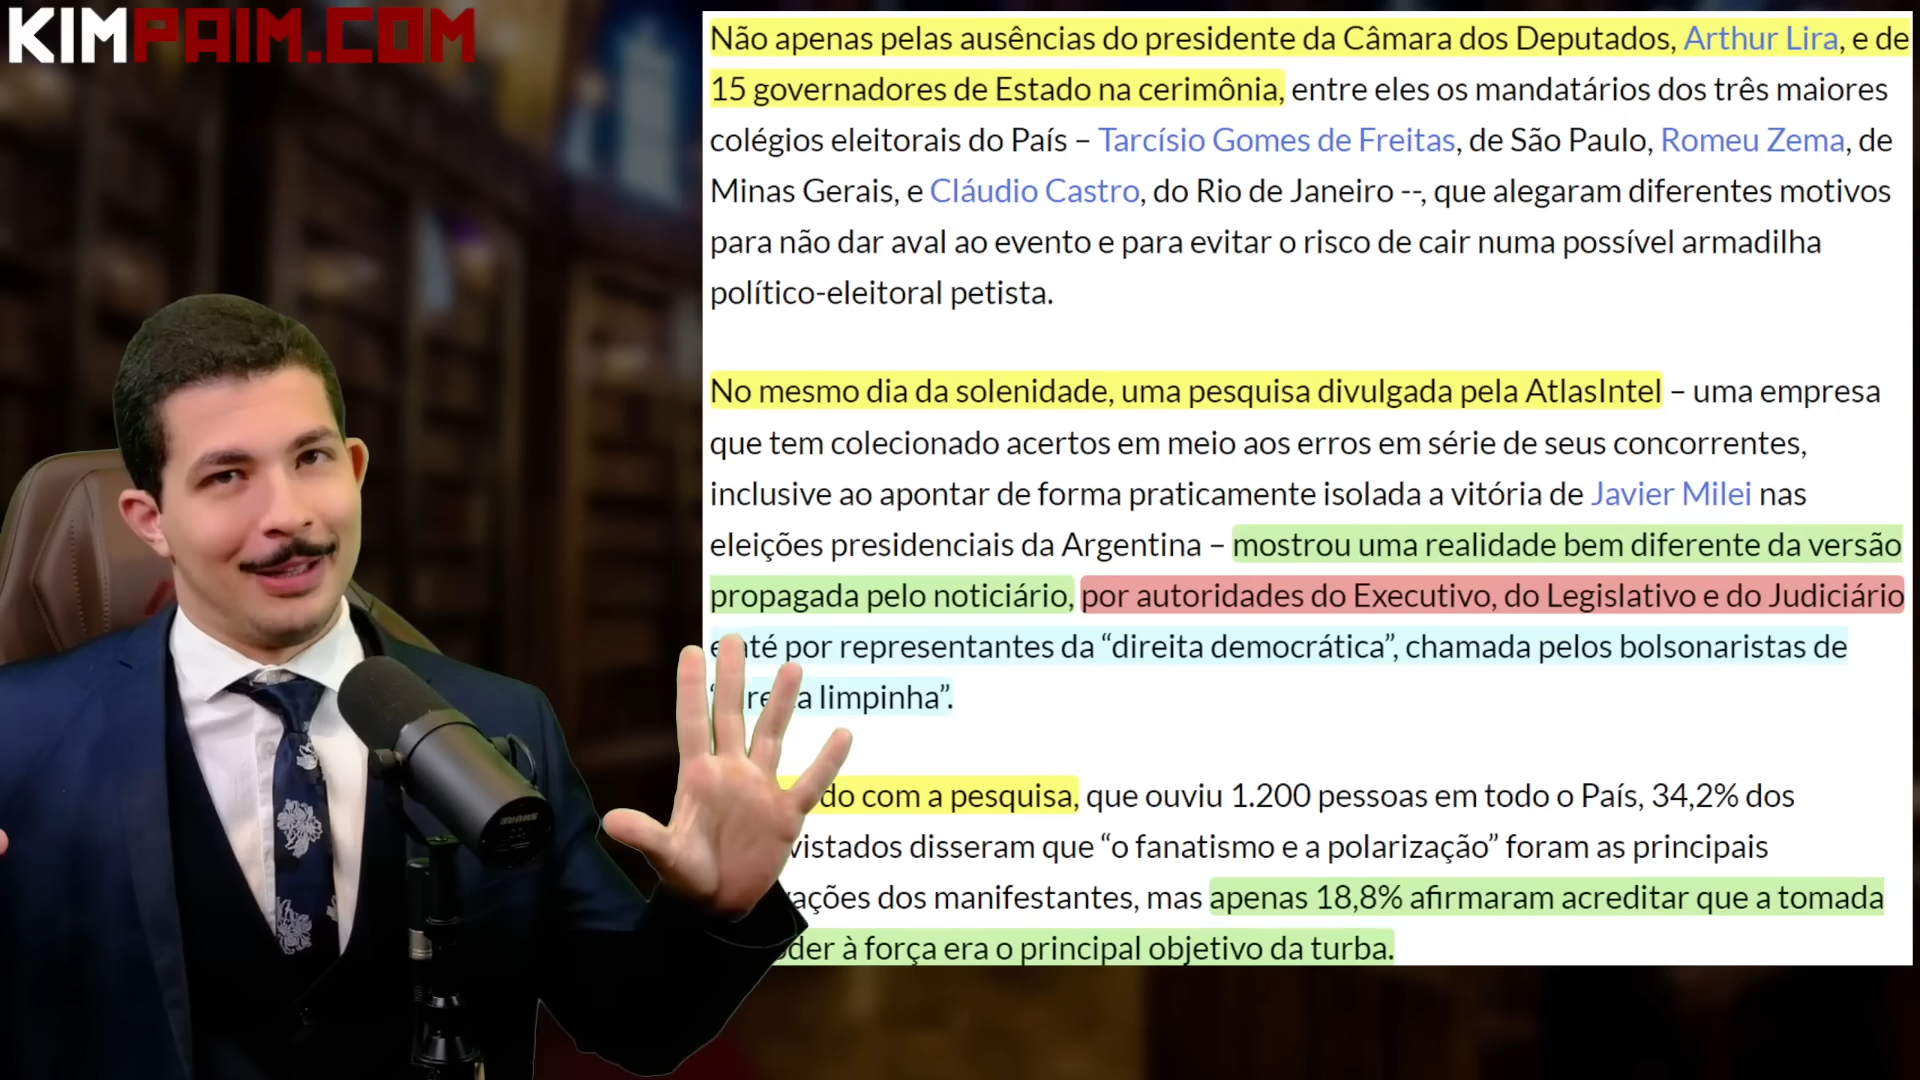 KIMPAIM.COM
Não apenas pelas ausências do presidente da Câmara dos Deputados, Arthur Lira, e de
15 governadores de Estado na cerimônia, entre eles os mandatários dos três maiores
colégios eleitorais do País – Tarcísio Gomes de Freitas, de São Paulo, Romeu Zema, de
Minas Gerais, e Cláudio Castro, do Rio de Janeiro --, que alegaram diferentes motivos
para não dar aval ao evento e para evitar o risco de cair numa possível armadilha
político-eleitoral petista.
No mesmo dia da solenidade, uma pesquisa divulgada pela AtlasIntel – uma empresa
que tem colecionado acertos em meio aos erros em série de seus concorrentes,
inclusive ao apontar de forma praticamente isolada a vitória de Javier Milei nas
eleições presidenciais da Argentina – mostrou uma realidade bem diferente da versão
propagada pelo noticiário, por autoridades do Executivo, do Legislativo e do Judiciário
por representantes da “direita democrática”, chamada pelos bolsonaristas de
limpinha”.
com a pesquisa, que ouviu 1.200 pessoas em todo o País, 34,2% dos
disseram que “o fanatismo e a polarização” foram as principais
dos manifestantes, mas apenas 18,8% afirmaram acreditar que a tomada
à força era o principal objetivo da turba.